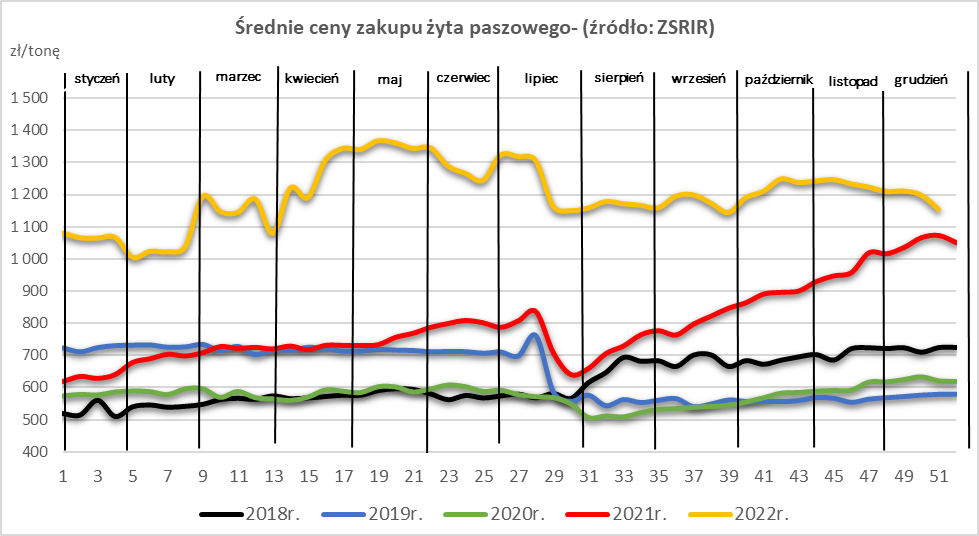 Średnie ceny zakupu żyta paszowego- (źródło: ZSRIR)
zł/tonę
styczeń luty marzec kwiecień maj czerwiec lipiec sierpień wrzesień październik listopad grudzień
1 500
1 400
1 300
1 200
1 100
1 000
900
800
700
600
500
400
1 3 5 7 9 11 13 15 17 19 21 23 25 27 29 31 33 35 37 39 41 43 45 47 49 51
2018r. 2019r. 2020r. 2021r. 2022r.